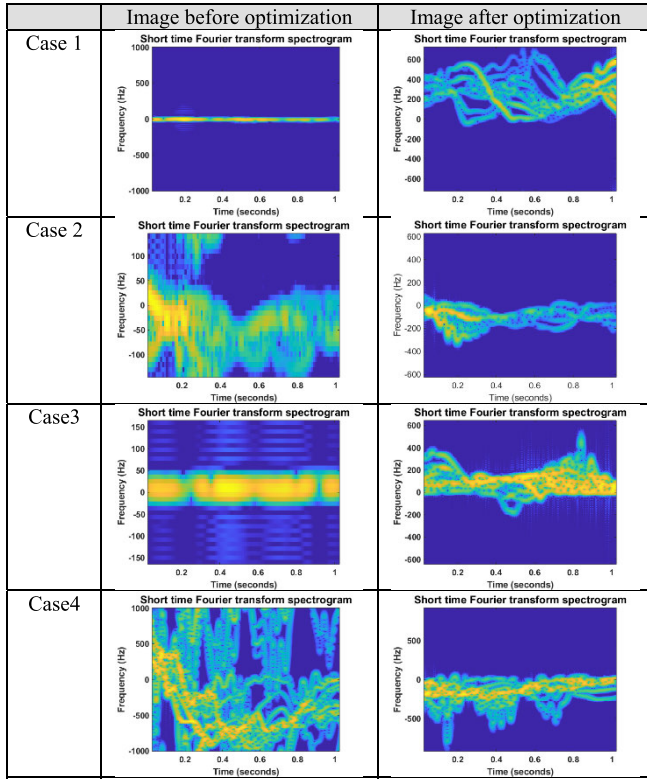 Image before optimization Image after optimization
Case 1
Short time Fourier transform spectrogram
1000
500
0
-500
-1000
Frequency (Hz)
0.2 0.4 0.6 0.8 1
Time (seconds)
Short time Fourier transform spectrogram
600
400
200
0
-200
-400
-600
Frequency (Hz)
0.2 0.4 0.6 0.8 1
Time (seconds)
Case 2
Short time Fourier transform spectrogram
100
50
0
-50
-100
Frequency (Hz)
0.2 0.4 0.6 0.8 1
Time (seconds)
Short time Fourier transform spectrogram
600
400
200
0
-200
-400
-600
Frequency (Hz)
0.2 0.4 0.6 0.8 1
Time (seconds)
Case3
Short time Fourier transform spectrogram
150
100
50
0
-50
-100
-150
Frequency (Hz)
0.2 0.4 0.6 0.8 1
Time (seconds)
Short time Fourier transform spectrogram
600
400
200
0
-200
-400
-600
Frequency (Hz)
0.2 0.4 0.6 0.8 1
Time (seconds)
Case4
Short time Fourier transform spectrogram
1000
500
0
-500
-1000
Frequency (Hz)
0.2 0.4 0.6 0.8 1
Time (seconds)
Short time Fourier transform spectrogram
500
0
-500
Frequency (Hz)
0.2 0.4 0.6 0.8 1
Time (seconds)